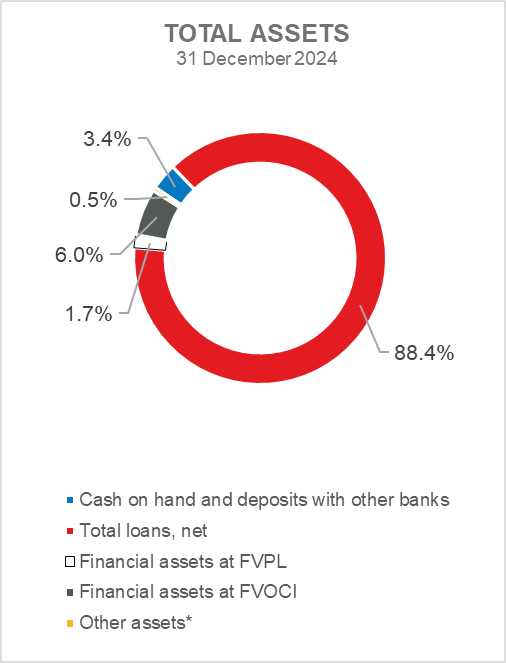 TOTAL ASSETS
31 December 2024
3.4%
0.5%
6.0%
1.7%
88.4%
Cash on hand and deposits with other banks
Total loans, net
Financial assets at FVPL
Financial assets at FVOCI
Other assets*